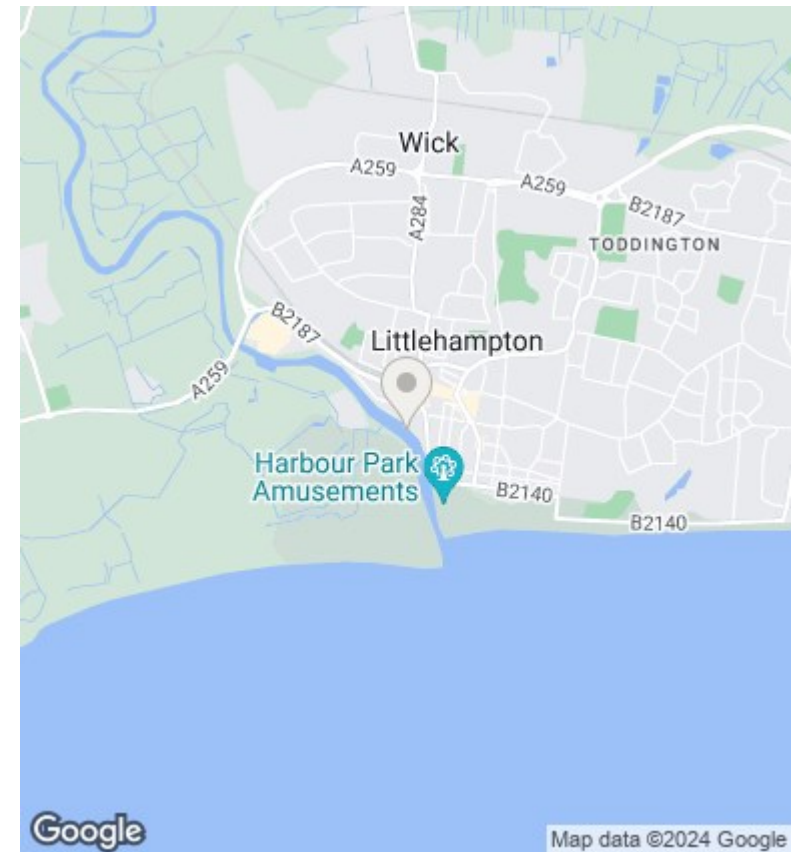 Wick
A259
A259
A284
B2187
TODDINGTON
B2187
Littlehampton
A259
Harbour Park
Amusements
B2140
B2140
Google
Map data ©2024 Google